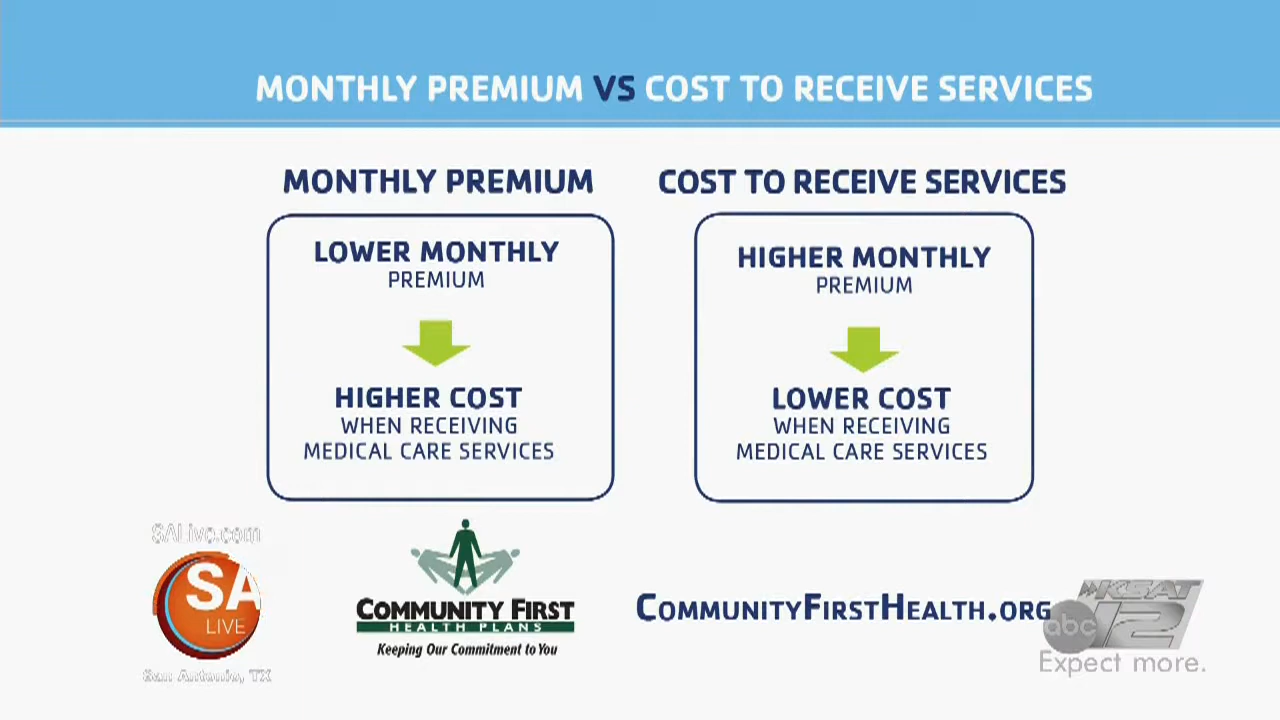 MONTHLY PREMIUM VS COST TO RECEIVE SERVICES
MONTHLY PREMIUM
LOWER MONTHLY
PREMIUM
HIGHER COST
WHEN RECEIVING
MEDICAL CARE SERVICES
COST TO RECEIVE SERVICES
HIGHER MONTHLY
PREMIUM
LOWER COST
WHEN RECEIVING
MEDICAL CARE SERVICES
SALive.com
SA
LIVE
San Antonio, TX
COMMUNITY FIRST
HEALTH PLANS
Keeping Our Commitment to You
COMMUNITYFIRSTHEALTH.ORG
KSAT
abc 12
Expect more.